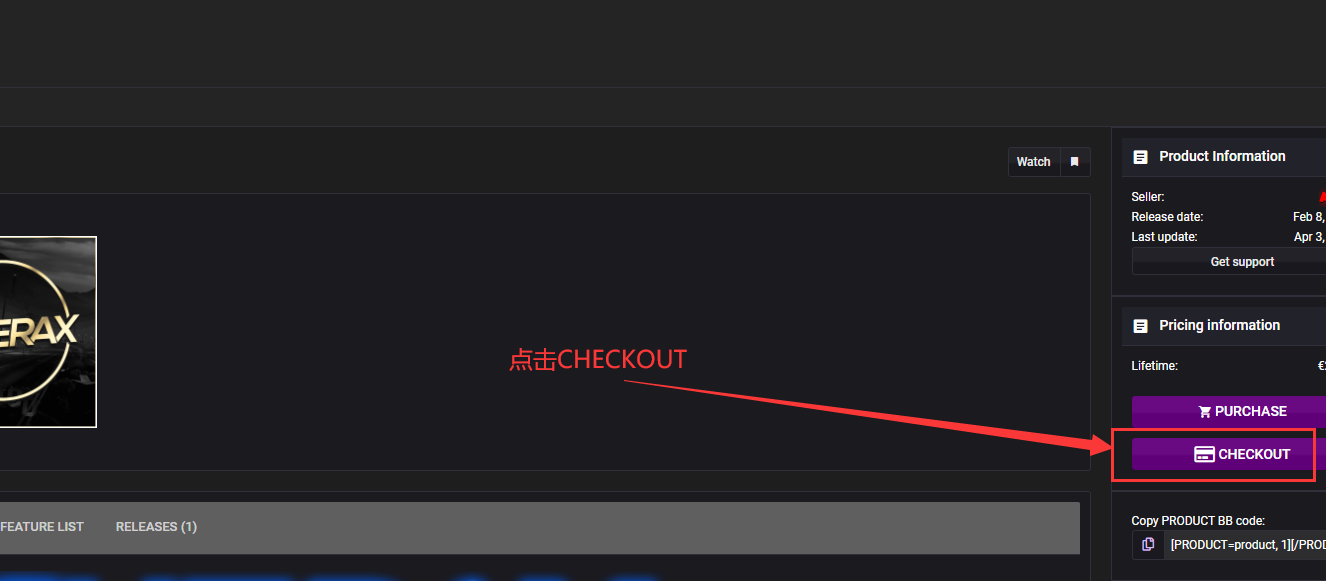 Watch
Product Information
Seller:
Release date:
Feb 8,
Last update:
Apr 3,
Get support
ERAX
Pricing information
点击CHECKOUT
Lifetime:
PURCHASE
CHECKOUT
FEATURE LIST
RELEASES (1)
Copy PRODUCT BB code:
[PRODUCT=product, 1][/PROD